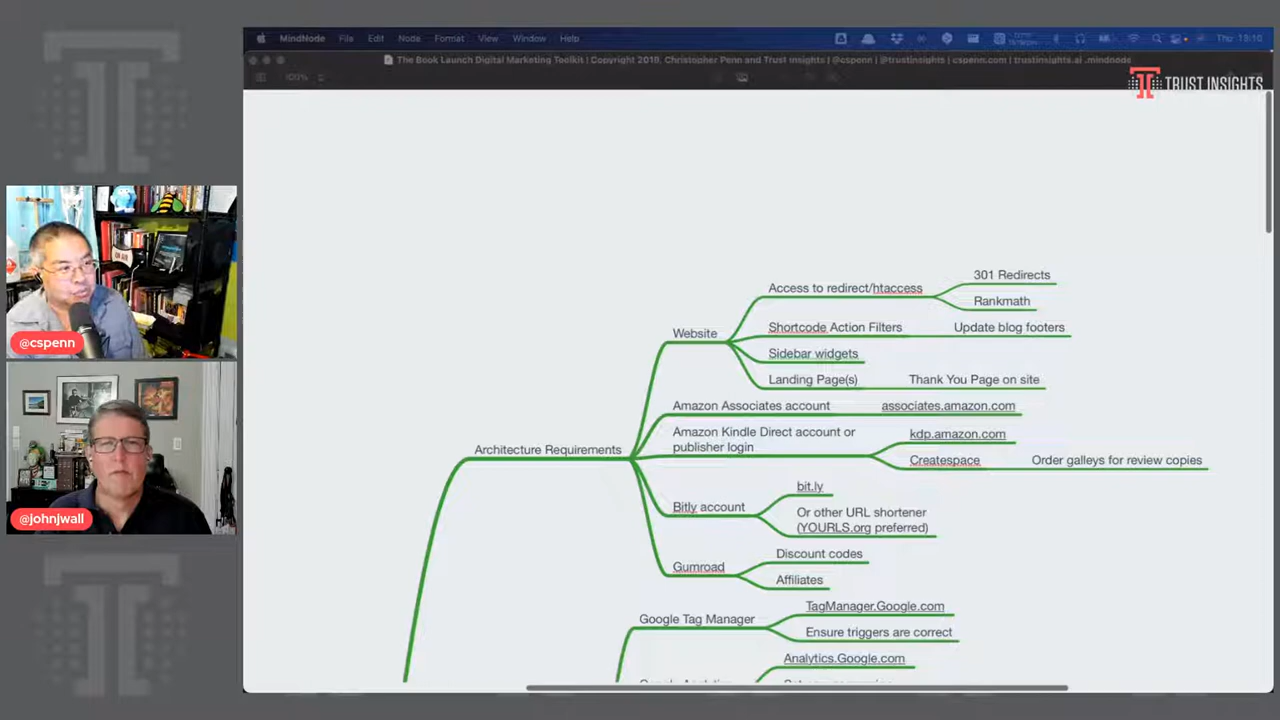 MindNode File Edit Node Format View Window Help
Thu 13:10
The Book Launch Digital Marketing Toolkit | Copyright 2019, Christopher Penn and Trust Insights | @cspenn | @trustinsights | cspenn.com | trustinsights.ai .mindnode
100%
TRUST INSIGHTS
301 Redirects
Access to redirect/htaccess
Rankmath
Website
Shortcode Action Filters
Update blog footers
Sidebar widgets
Landing Page(s)
Thank You Page on site
Amazon Associates account
associates.amazon.com
Amazon Kindle Direct account or
publisher login
kdp.amazon.com
Createspace
Order galleys for review copies
Architecture Requirements
Bitly account
bit.ly
Or other URL shortener
(YOURLS.org preferred)
Gumroad
Discount codes
Affiliates
Google Tag Manager
TagManager.Google.com
Ensure triggers are correct
Analytics.Google.com
@cspenn
@johnjwall